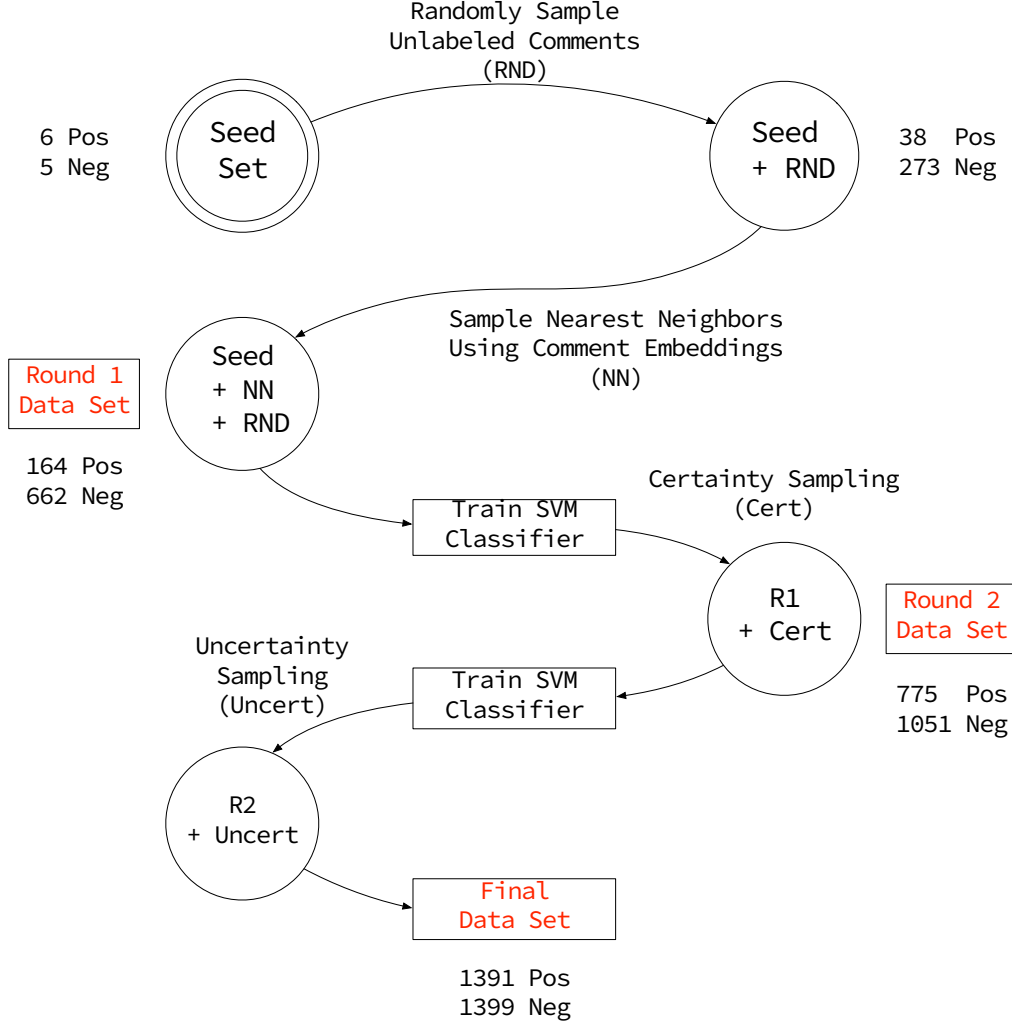 Randomly Sample
Unlabeled Comments
(RND)
6 Pos
5 Neg
Seed
Set
Seed
+ RND
38 Pos
273 Neg
Sample Nearest Neighbors
Using Comment Embeddings
(NN)
Round 1
Data Set
164 Pos
662 Neg
Seed
+ NN
+ RND
Train SVM
Classifier
Certainty Sampling
(Cert)
R1
+ Cert
Round 2
Data Set
775 Pos
1051 Neg
Train SVM
Classifier
Uncertainty
Sampling
(Uncert)
R2
+ Uncert
Final
Data Set
1391 Pos
1399 Neg